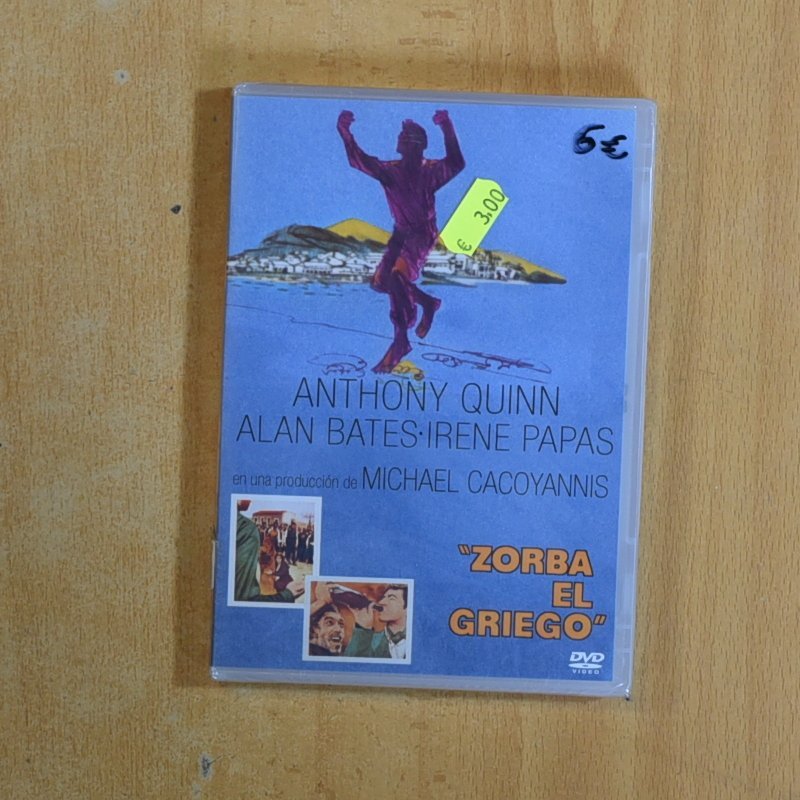 5€
€ 3.00
ANTHONY QUINN
ALAN BATES·IRENE PAPAS
en una producción de MICHAEL CACOYANNIS
"ZORBA
EL
GRIEGO"
DVD
VIDEO